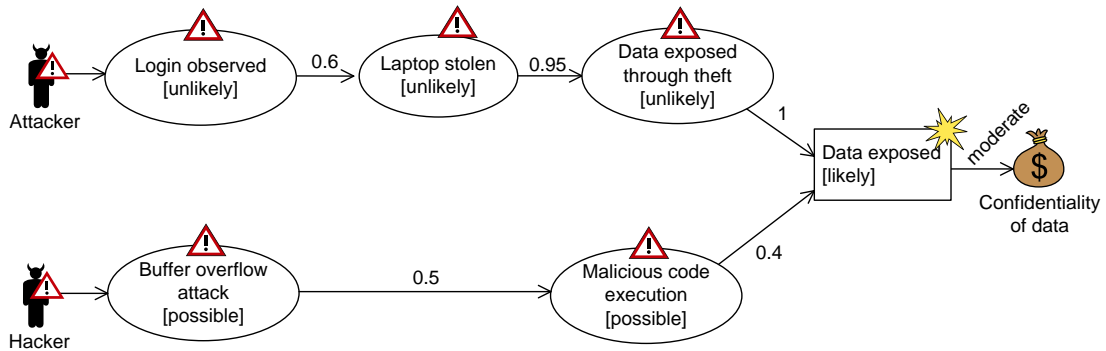 Login observed
[unlikely]
0.6
Laptop stolen
[unlikely]
0.95
Data exposed
through theft
[unlikely]
Attacker
1
Data exposed
[likely]
moderate
$
Confidentiality
of data
Buffer overflow
attack
[possible]
0.5
Malicious code
execution
[possible]
0.4
Hacker